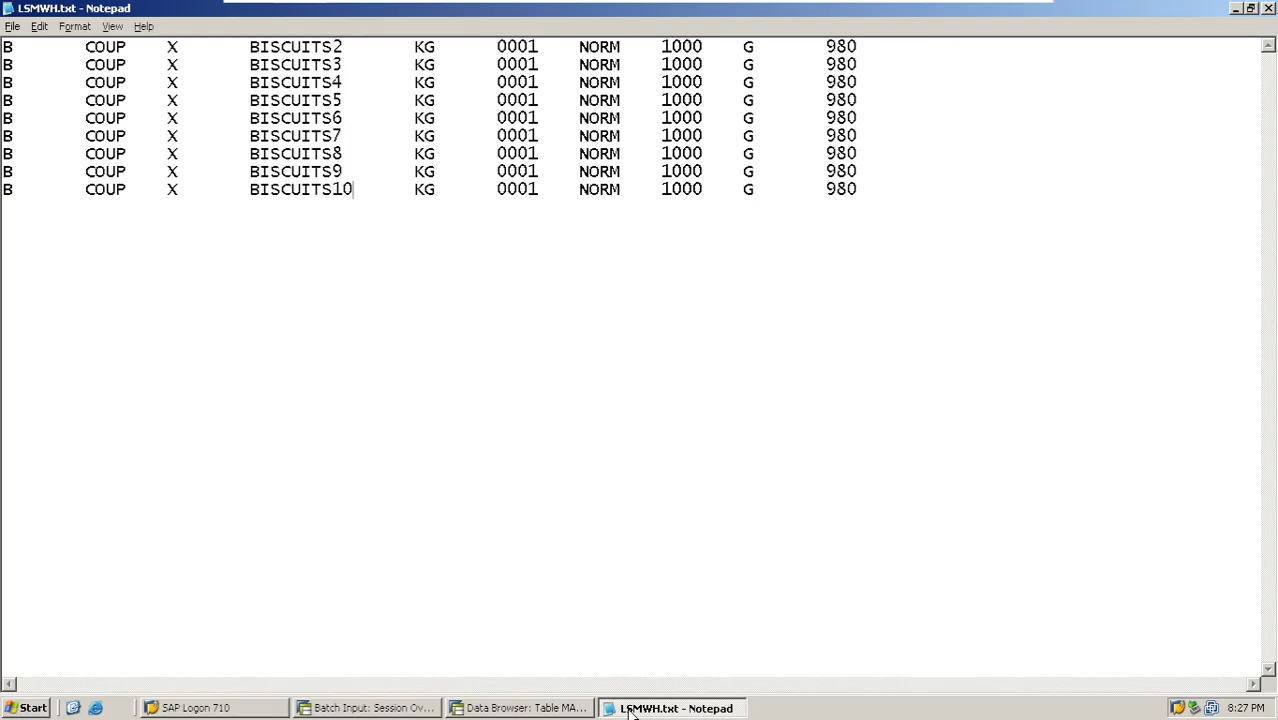 LSMWH.txt - Notepad
File Edit Format View Help
B COUP X BISCUITS2 KG 0001 NORM 1000 G 980
B COUP X BISCUITS3 KG 0001 NORM 1000 G 980
B COUP X BISCUITS4 KG 0001 NORM 1000 G 980
B COUP X BISCUITS5 KG 0001 NORM 1000 G 980
B COUP X BISCUITS6 KG 0001 NORM 1000 G 980
B COUP X BISCUITS7 KG 0001 NORM 1000 G 980
B COUP X BISCUITS8 KG 0001 NORM 1000 G 980
B COUP X BISCUITS9 KG 0001 NORM 1000 G 980
B COUP X BISCUITS10 KG 0001 NORM 1000 G 980
Start SAP Logon 710 Batch Input: Session Ov... Data Browser: Table MA... LSMWH.txt - Notepad 8:27 PM